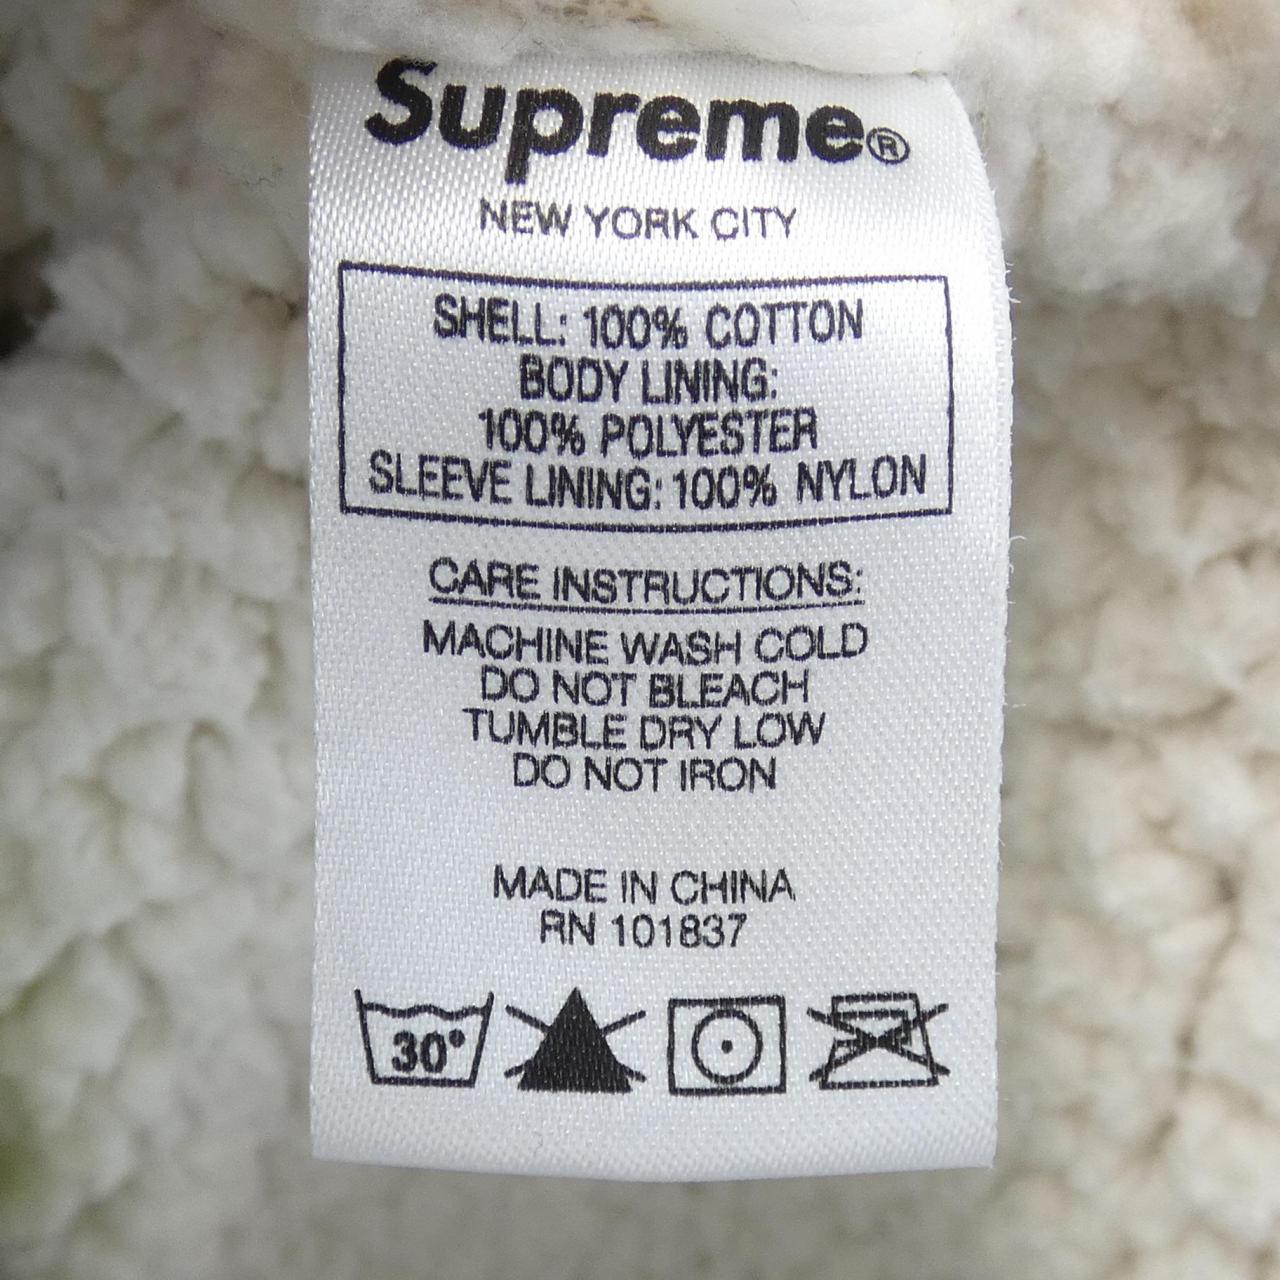 Supreme®
NEW YORK CITY
SHELL: 100% COTTON
BODY LINING:
100% POLYESTER
SLEEVE LINING: 100% NYLON
CARE INSTRUCTIONS:
MACHINE WASH COLD
DO NOT BLEACH
TUMBLE DRY LOW
DO NOT IRON
MADE IN CHINA
RN 101837
30°